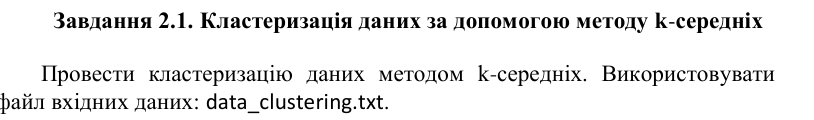 Завдання 2.1. Кластеризація даних за допомогою методу k-середніх
Провести кластеризацію даних методом k-середніх. Використовувати
файл вхідних даних: data_clustering.txt.